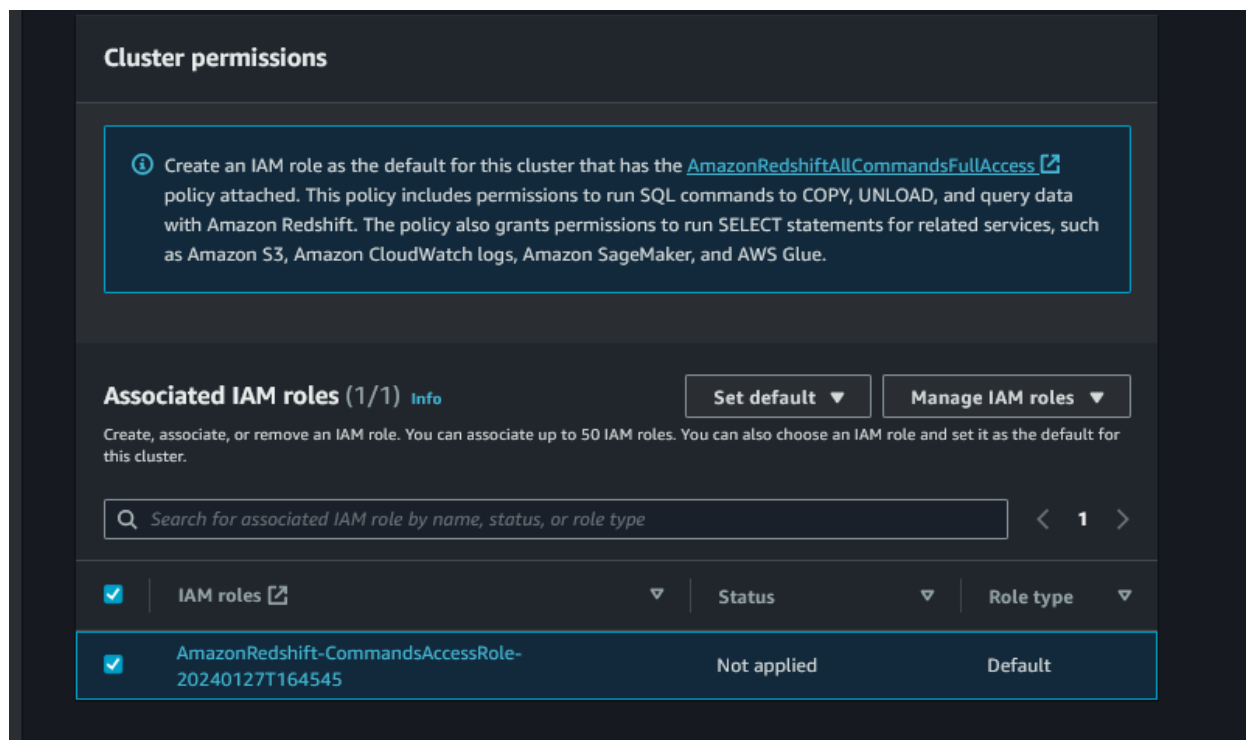 Cluster permissions
Create an IAM role as the default for this cluster that has the AmazonRedshiftAllCommandsFullAccess
policy attached. This policy includes permissions to run SQL commands to COPY, UNLOAD, and query data
with Amazon Redshift. The policy also grants permissions to run SELECT statements for related services, such
as Amazon S3, Amazon CloudWatch logs, Amazon SageMaker, and AWS Glue.
Associated IAM roles (1/1) Info
Set default
Manage IAM roles
Create, associate, or remove an IAM role. You can associate up to 50 IAM roles. You can also choose an IAM role and set it as the default for
this cluster.
Search for associated IAM role by name, status, or role type
1
IAM roles
Status
Role type
AmazonRedshift-CommandsAccessRole-
20240127T164545
Not applied
Default